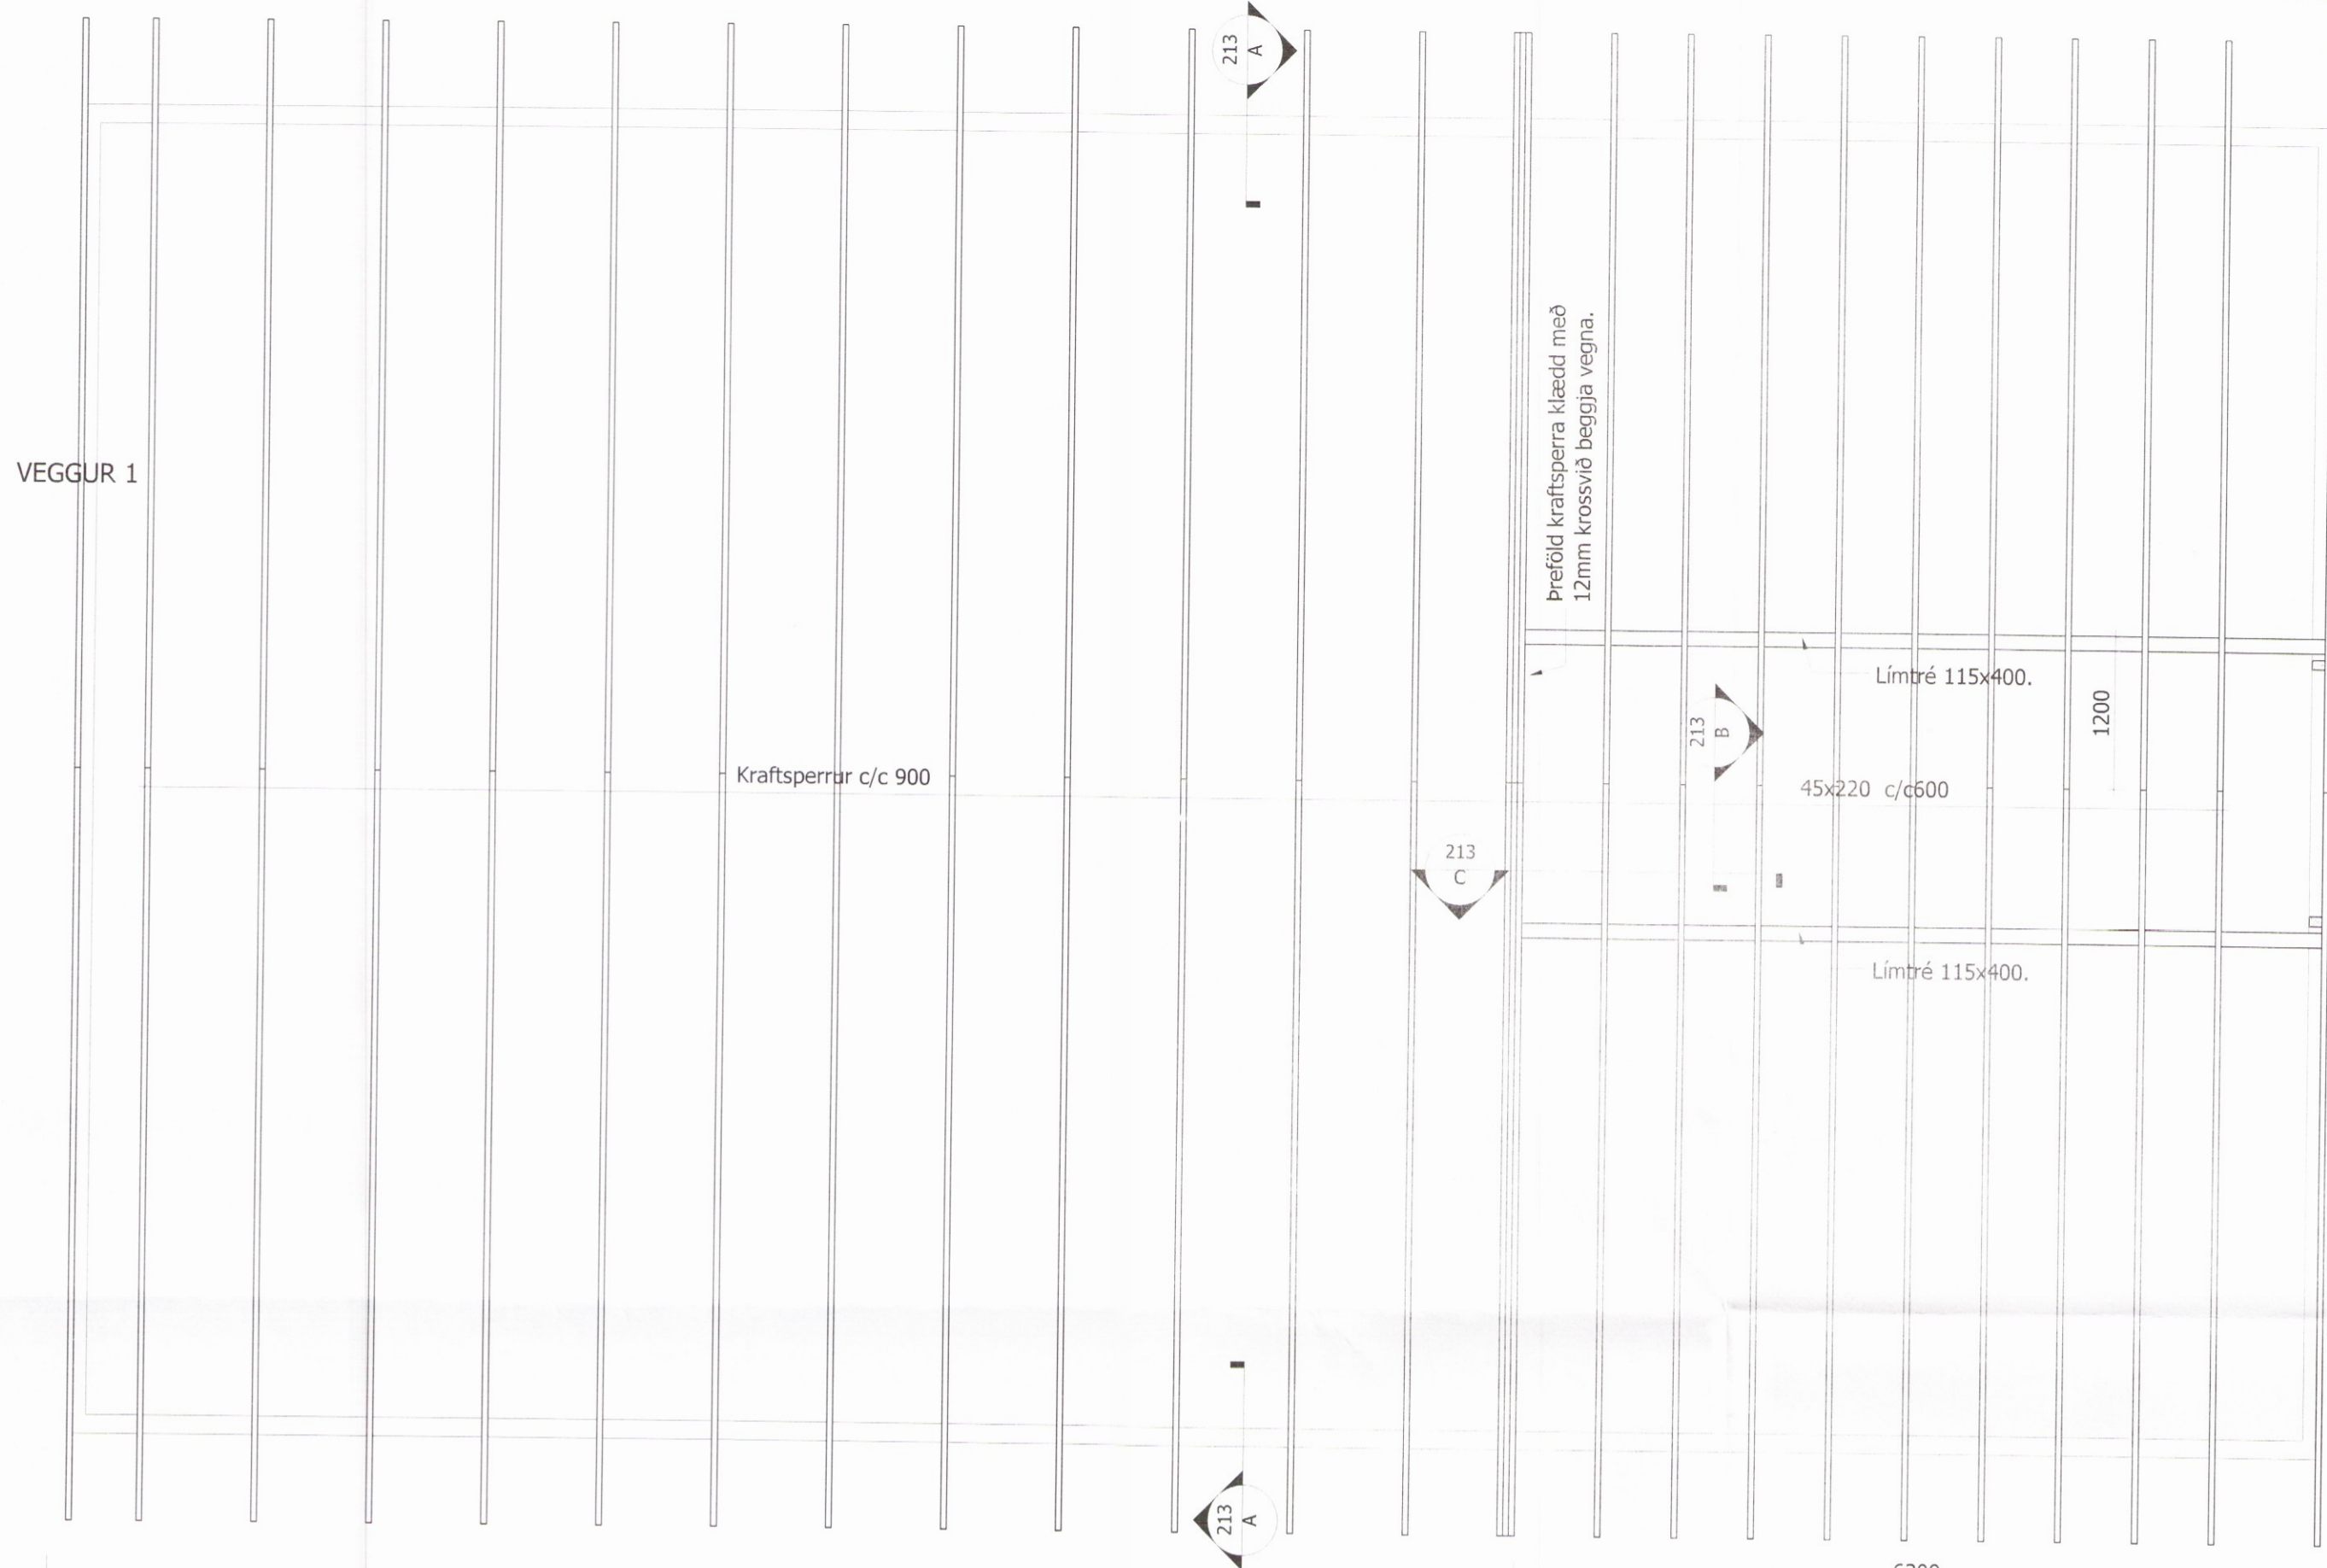 213
A
Þreföld kraftsperra klædd með
12mm krossvið beggja vegna.
VEGGUR 1
Límtré 115x400.
1200
213
B
Kraftsperrur c/c 900
45x220 c/c600
213
C
Límtré 115x400.
213
A